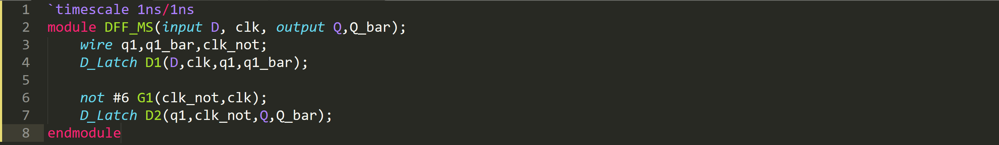 1 `timescale 1ns/1ns
2 module DFF_MS(input D, clk, output Q,Q_bar);
3 wire q1,q1_bar,clk_not;
4 D_Latch D1(D,clk,q1,q1_bar);
5
6 not #6 G1(clk_not,clk);
7 D_Latch D2(q1,clk_not,Q,Q_bar);
8 endmodule